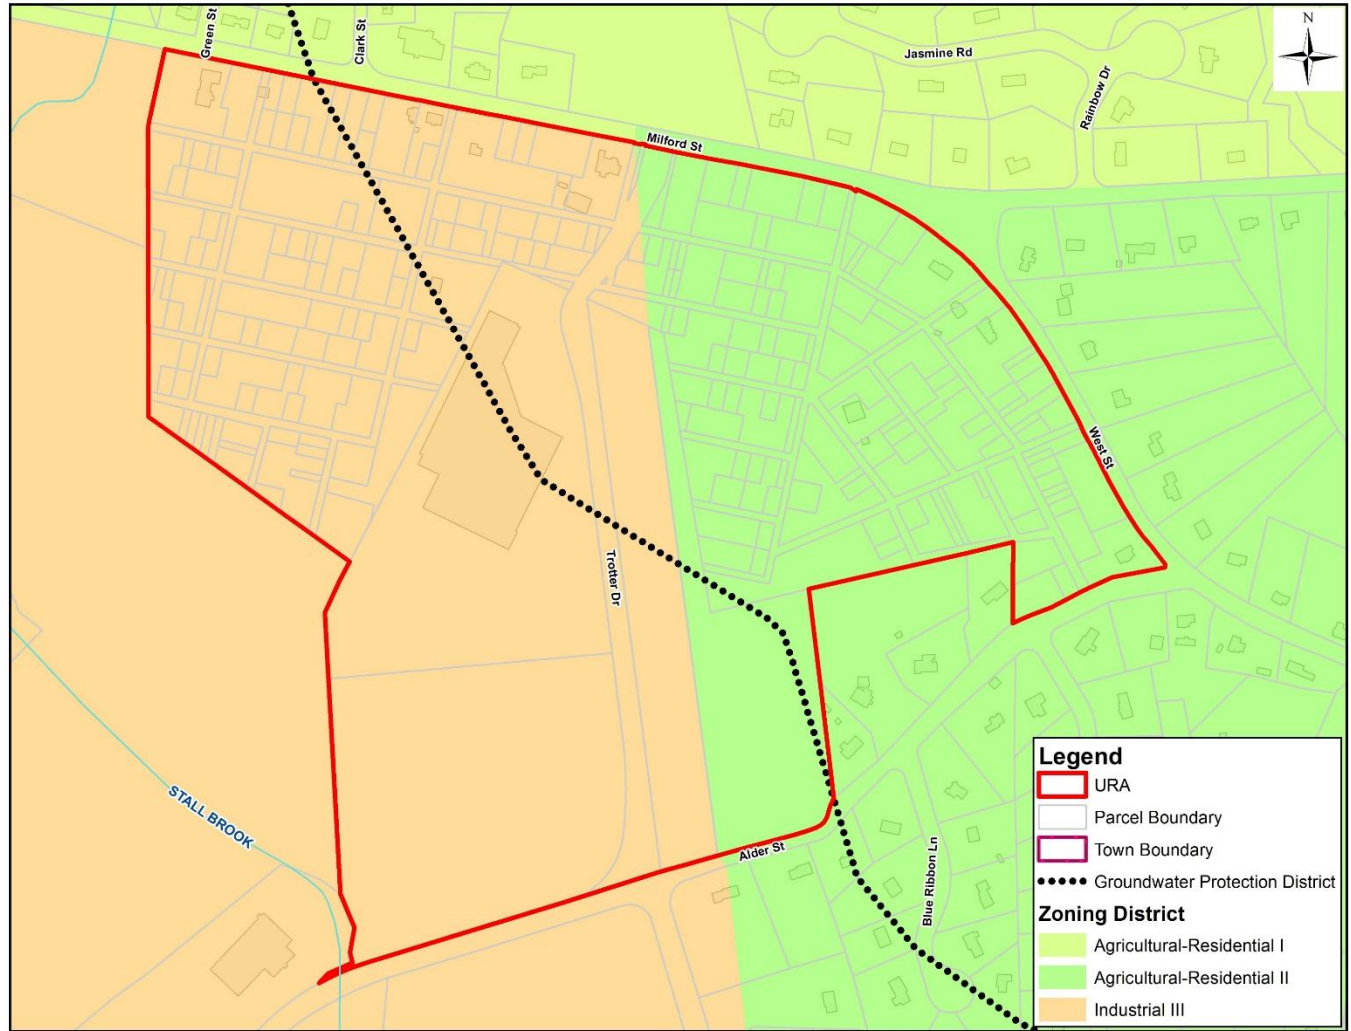 Green St
Clark St
Jasmine Rd
Rainbow Dr
N
Milford St
West St
Trotter Dr
STALL BROOK
Alder St
Blue Ribbon Ln
Legend
URA
Parcel Boundary
Town Boundary
Groundwater Protection District
Zoning District
Agricultural-Residential I
Agricultural-Residential II
Industrial III